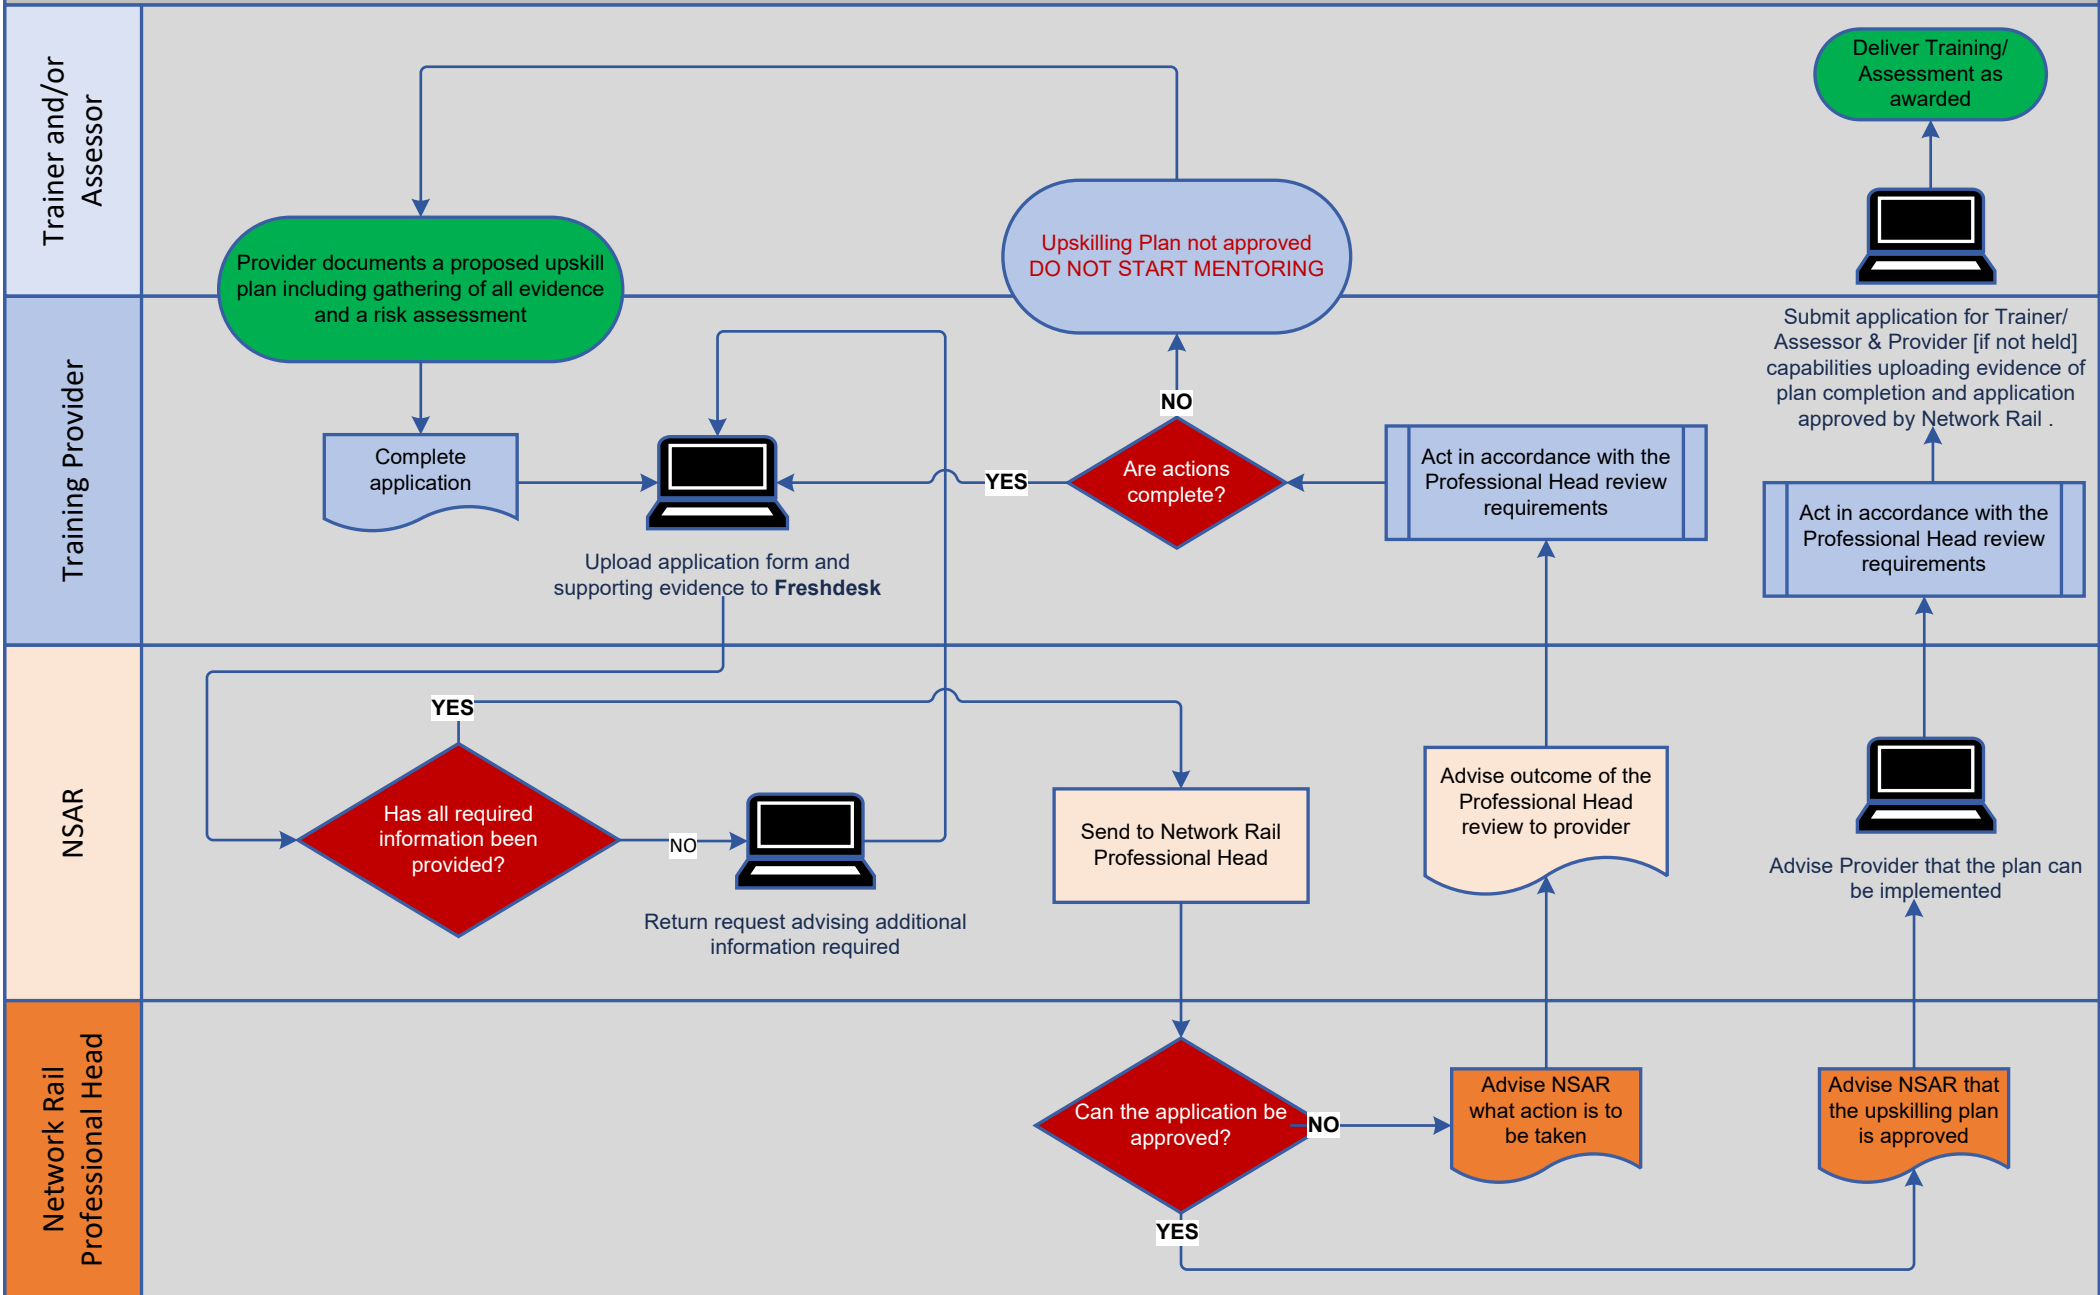 Trainer and/or
Assessor
Deliver Training/
Assessment as
awarded
Provider documents a proposed upskill
plan including gathering of all evidence
and a risk assessment
Upskilling Plan not approved
DO NOT START MENTORING
Training Provider
Submit application for Trainer/
Assessor & Provider [if not held]
capabilities uploading evidence of
plan completion and application
approved by Network Rail .
NO
Complete
application
YES
Are actions
complete?
Act in accordance with the
Professional Head review
requirements
Act in accordance with the
Professional Head review
requirements
Upload application form and
supporting evidence to Freshdesk
NSAR
YES
Has all required
information been
provided?
NO
Return request advising additional
information required
Send to Network Rail
Professional Head
Advise outcome of the
Professional Head
review to provider
Advise Provider that the plan can
be implemented
Network Rail
Professional Head
Can the application be
approved?
NO
Advise NSAR
what action is to
be taken
Advise NSAR that
the upskilling plan
is approved
YES